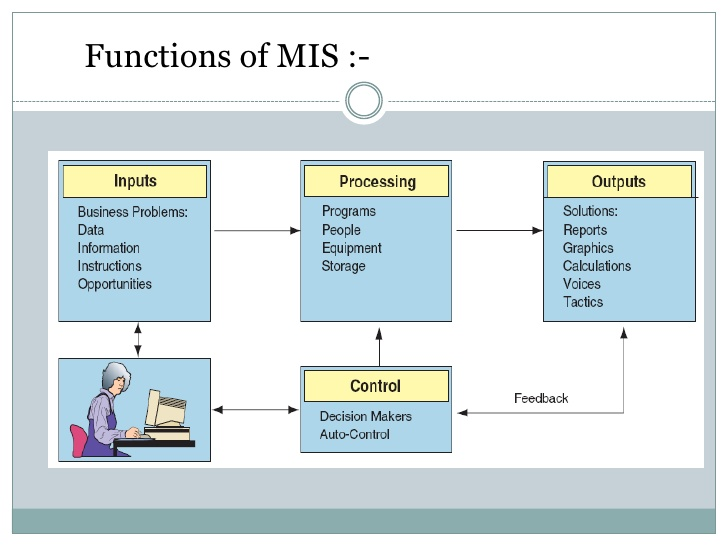 Functions of MIS :-
Inputs
Business Problems:
Data
Information
Instructions
Opportunities
Processing
Programs
People
Equipment
Storage
Outputs
Solutions:
Reports
Graphics
Calculations
Voices
Tactics
Control
Decision Makers
Auto-Control
Feedback